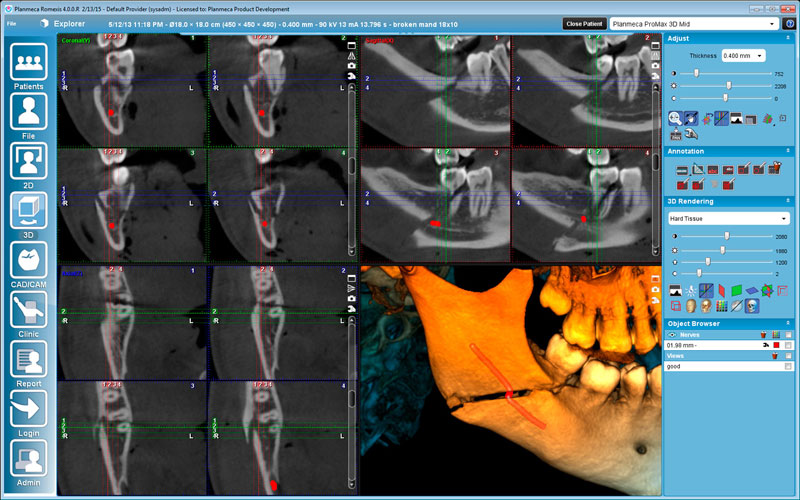 Planmeca Romexis 4.0.0.R 2/13/15 - Default Provider (sysadm) - Licensed to: Planmeca Product Development
File
Explorer
5/12/13 11:18 PM - Ø18.0 × 18.0 cm (450 × 450 × 450) - 0.400 mm - 90 kV 13 mA 13.796 s - broken mand 18x10
Close Patient
Planmeca ProMax 3D Mid
Patients
File
2D
3D
CAD/CAM
Clinic
Report
Login
Admin
Adjust
Thickness 0.400 mm
752
2208
0
Annotation
3D Rendering
Hard Tissue
2080
1980
1200
2
Object Browser
Nerves
01.98 mm -
Views
good